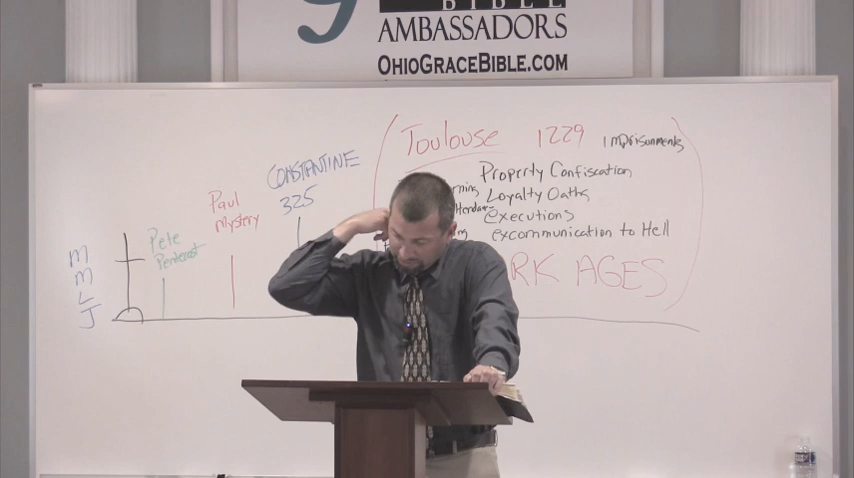 BIBLE
AMBASSADORS
OHIOGRACEBIBLE.COM
Toulouse 1229 Imprisonments
Property Confiscation
Loyalty Oaths
executions
excommunication to Hell
RK AGES
CONSTANTINE
325
Paul
Mystery
Pete
Pentecost
M
M
L
J